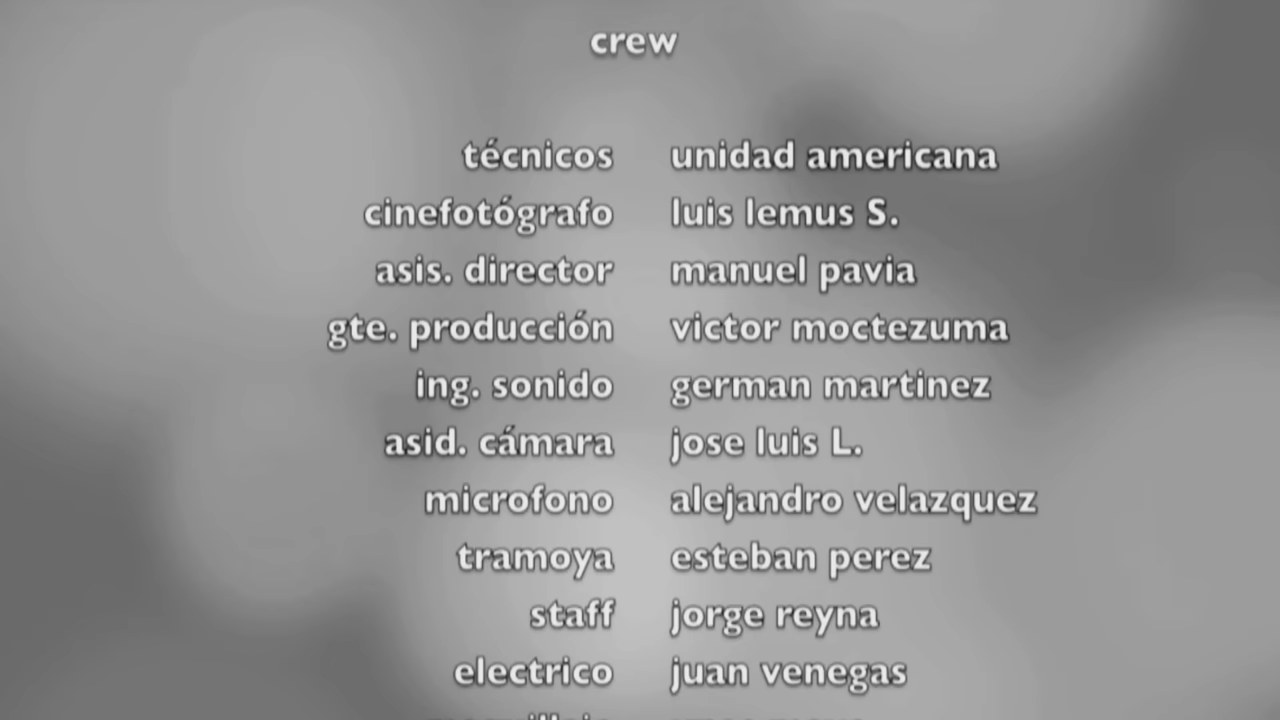 crew
técnicos unidad americana
cinefotógrafo luis lemus S.
asis. director manuel pavia
gte. producción victor moctezuma
ing. sonido german martinez
asid. cámara jose luis L.
microfono alejandro velazquez
tramoya esteban perez
staff jorge reyna
electrico juan venegas